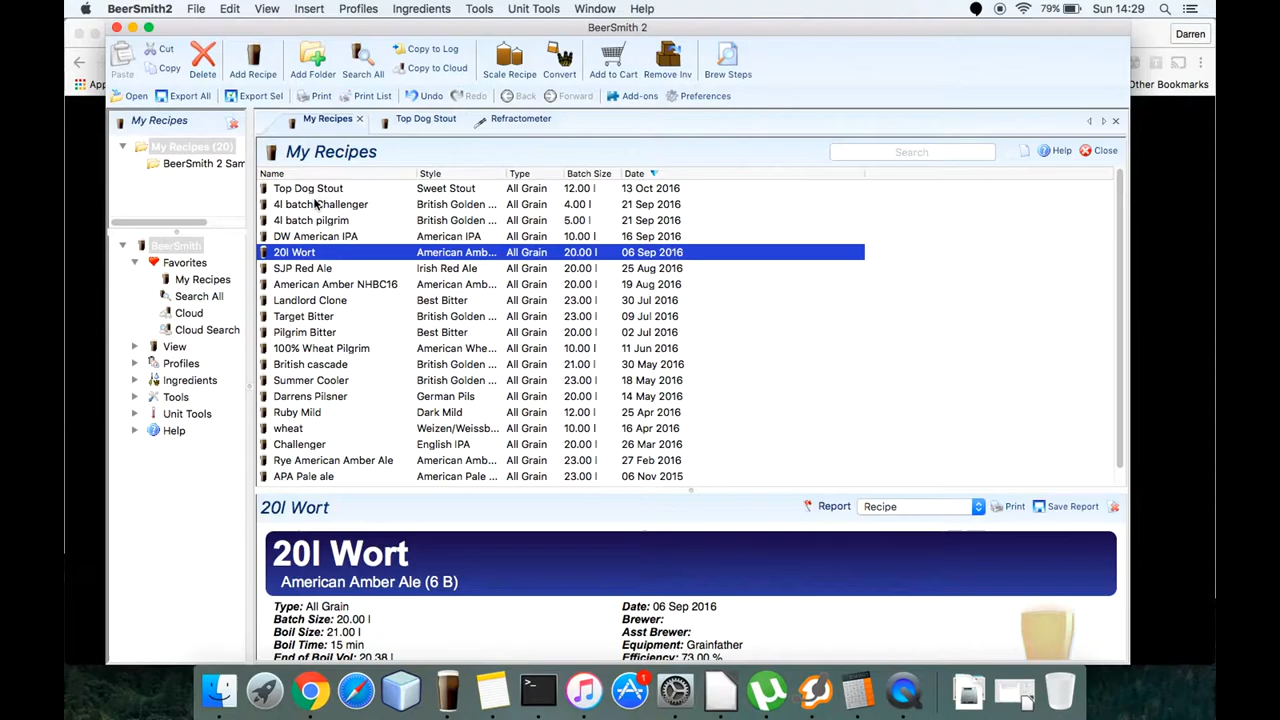 BeerSmith2 File Edit View Insert Profiles Ingredients Tools Unit Tools Window Help 79% Sun 14:29
BeerSmith 2
Darren
Paste Cut Copy Delete Add Recipe Add Folder Search All Copy to Log Copy to Cloud Scale Recipe Convert Add to Cart Remove Inv Brew Steps
Open Export All Export Sel Print Print List Undo Redo Back Forward Add-ons Preferences
App
Other Bookmarks
My Recipes
My Recipes (20)
BeerSmith 2 Sam
BeerSmith
Favorites
My Recipes
Search All
Cloud
Cloud Search
View
Profiles
Ingredients
Tools
Unit Tools
Help
My Recipes Top Dog Stout Refractometer
My Recipes Search Help Close
Name Style Type Batch Size Date
Top Dog Stout Sweet Stout All Grain 12.00 l 13 Oct 2016
4l batch Challenger British Golden ... All Grain 4.00 l 21 Sep 2016
4l batch pilgrim British Golden ... All Grain 5.00 l 21 Sep 2016
DW American IPA American IPA All Grain 10.00 l 16 Sep 2016
20l Wort American Amb... All Grain 20.00 l 06 Sep 2016
SJP Red Ale Irish Red Ale All Grain 20.00 l 25 Aug 2016
American Amber NHBC16 American Amb... All Grain 20.00 l 19 Aug 2016
Landlord Clone Best Bitter All Grain 23.00 l 30 Jul 2016
Target Bitter British Golden ... All Grain 23.00 l 09 Jul 2016
Pilgrim Bitter Best Bitter All Grain 20.00 l 02 Jul 2016
100% Wheat Pilgrim American Whe... All Grain 10.00 l 11 Jun 2016
British cascade British Golden ... All Grain 21.00 l 30 May 2016
Summer Cooler British Golden ... All Grain 23.00 l 18 May 2016
Darrens Pilsner German Pils All Grain 20.00 l 14 May 2016
Ruby Mild Dark Mild All Grain 12.00 l 25 Apr 2016
wheat Weizen/Weissb... All Grain 10.00 l 16 Apr 2016
Challenger English IPA All Grain 20.00 l 26 Mar 2016
Rye American Amber Ale American Amb... All Grain 23.00 l 27 Feb 2016
APA Pale ale American Pale ... All Grain 23.00 l 06 Nov 2015
20l Wort Report Recipe Print Save Report
20l Wort
American Amber Ale (6 B)
Type: All Grain Date: 06 Sep 2016
Batch Size: 20.00 l Brewer:
Boil Size: 21.00 l Asst Brewer:
Boil Time: 15 min Equipment: Grainfather
End of Boil Vol: 20.38 l Efficiency: 73.00 %
1